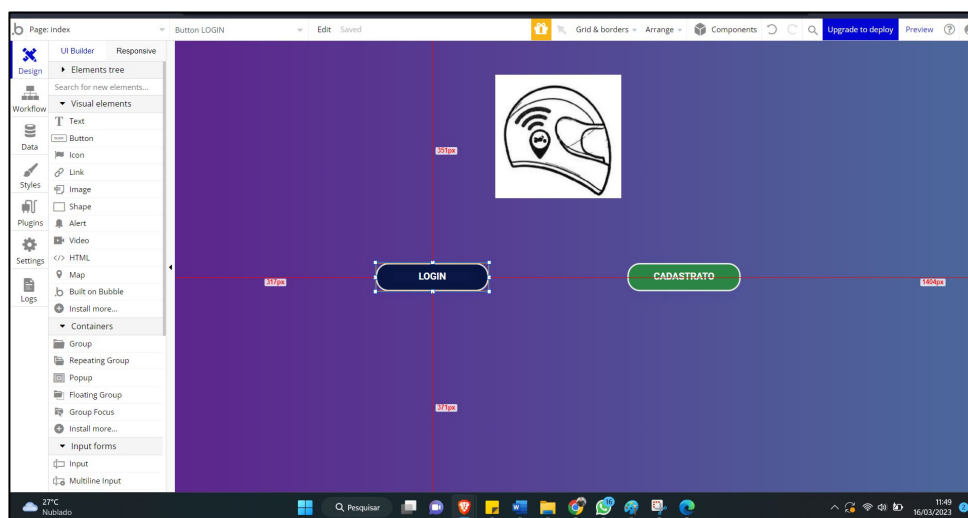 Page: index
Button LOGIN
Edit Saved
Grid & borders
Arrange
Components
Upgrade to deploy
Preview
UI Builder Responsive
Design
Workflow
Data
Styles
Plugins
Settings
Logs
Elements tree
Search for new elements...
Visual elements
Text
Button
Icon
Link
Image
Shape
Alert
Video
HTML
Map
Built on Bubble
Install more...
Containers
Group
Repeating Group
Popup
Floating Group
Group Focus
Install more...
Input forms
Input
Multiline Input
351px
LOGIN
CADASTRATO
317px
1404px
371px
27°C
Nublado
Pesquisar
16
11:49
16/03/2023